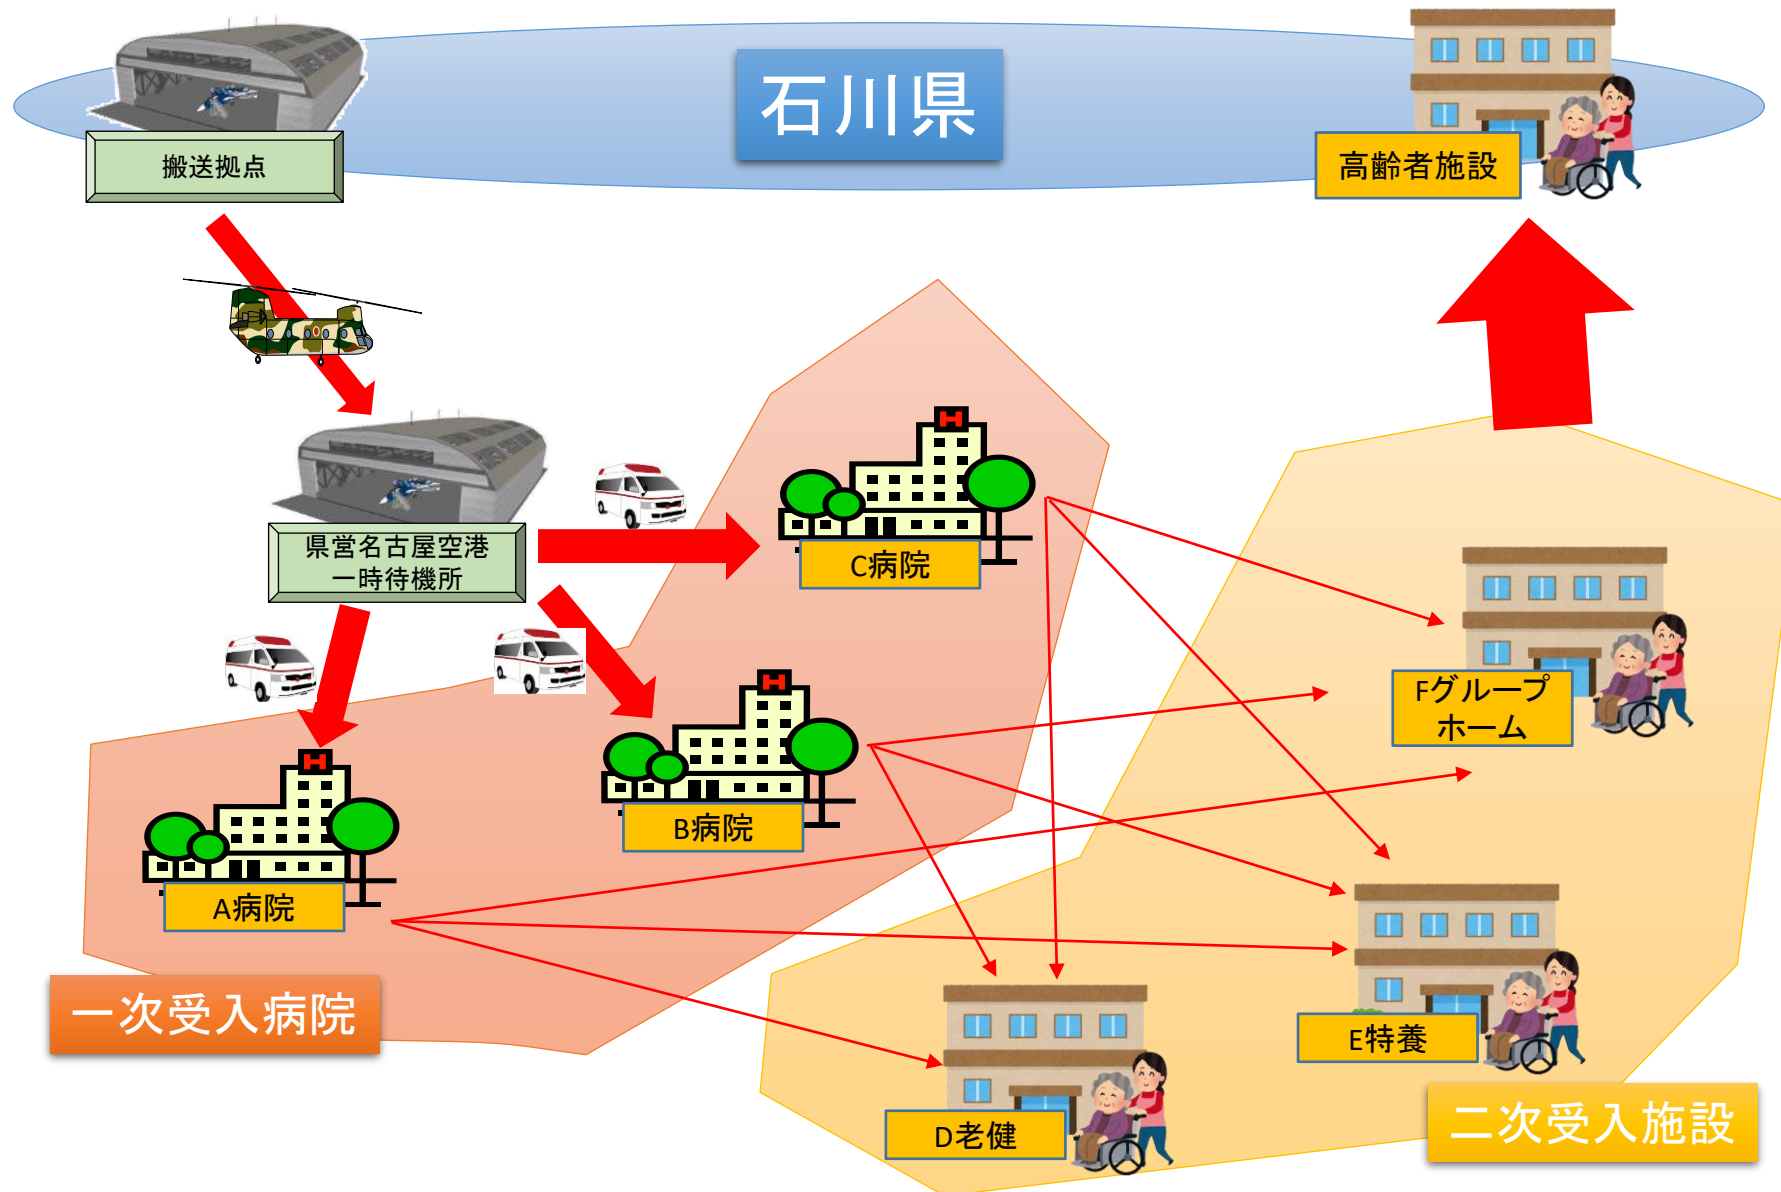 石川県
搬送拠点
高齢者施設
県営名古屋空港
一時待機所
C病院
Fグループ
ホーム
B病院
A病院
一次受入病院
E特養
D老健
二次受入施設